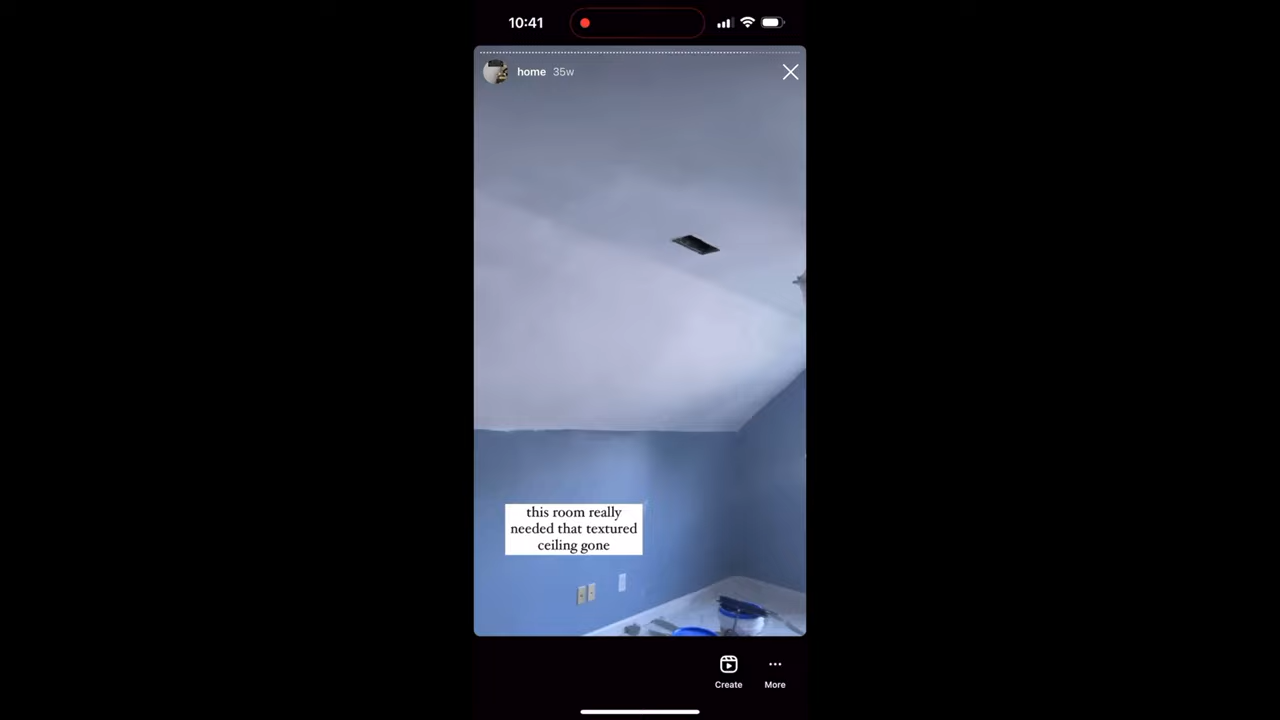 10:41
home 35w
this room really
needed that textured
ceiling gone
Create
More